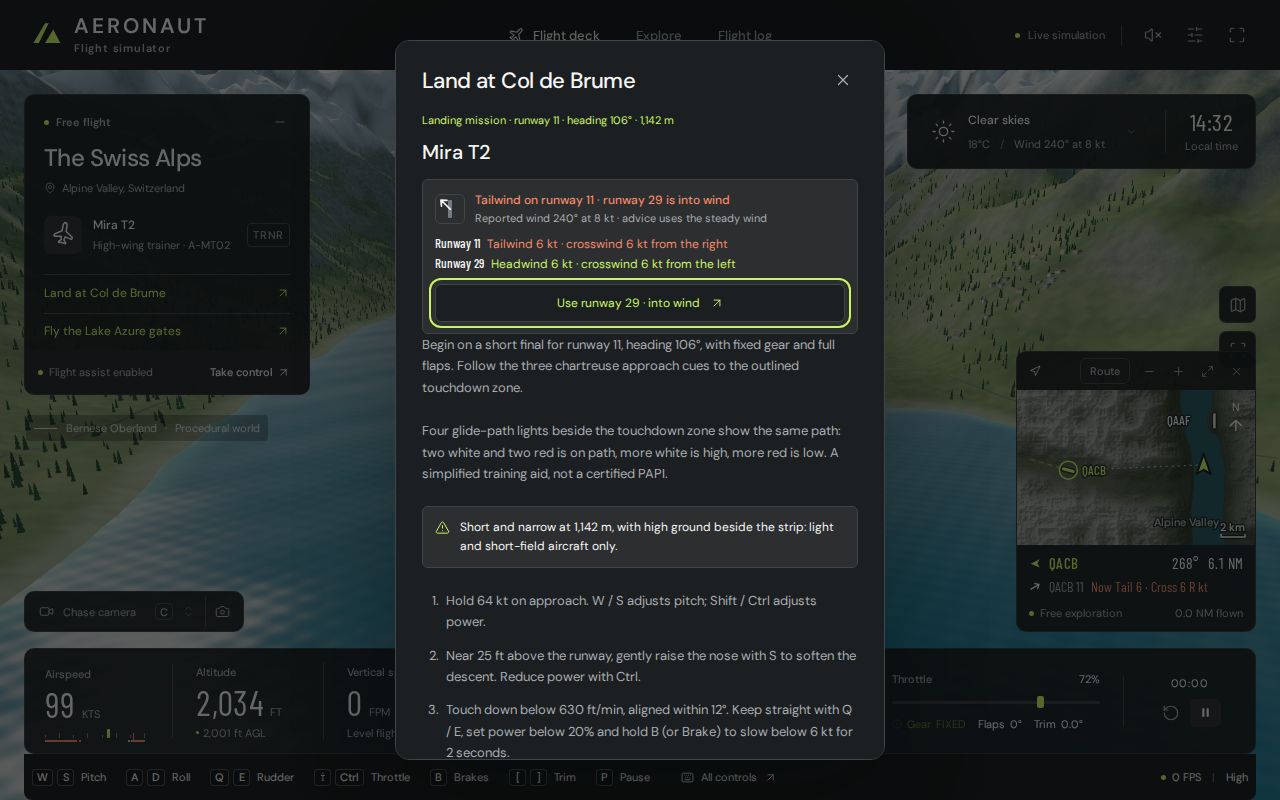 AERONAUT
Flight simulator
Flight deck
Explore
Flight log
Live simulation
Free flight
The Swiss Alps
Alpine Valley, Switzerland
Mira T2
High-wing trainer · A-MT02
TRNR
Land at Col de Brume
Fly the Lake Azure gates
Flight assist enabled
Take control
Bernese Oberland · Procedural world
Clear skies
18°C / Wind 240° at 8 kt
14:32
Local time
Land at Col de Brume
Landing mission · runway 11 · heading 106° · 1,142 m
Mira T2
Tailwind on runway 11 · runway 29 is into wind
Reported wind 240° at 8 kt · advice uses the steady wind
Runway 11 Tailwind 6 kt · crosswind 6 kt from the right
Runway 29 Headwind 6 kt · crosswind 6 kt from the left
Use runway 29 · into wind
Begin on a short final for runway 11, heading 106°, with fixed gear and full
flaps. Follow the three chartreuse approach cues to the outlined
touchdown zone.
Four glide-path lights beside the touchdown zone show the same path:
two white and two red is on path, more white is high, more red is low. A
simplified training aid, not a certified PAPI.
Short and narrow at 1,142 m, with high ground beside the strip: light
and short-field aircraft only.
1. Hold 64 kt on approach. W / S adjusts pitch; Shift / Ctrl adjusts
power.
2. Near 25 ft above the runway, gently raise the nose with S to soften the
descent. Reduce power with Ctrl.
3. Touch down below 630 ft/min, aligned within 12°. Keep straight with Q
/ E, set power below 20% and hold B (or Brake) to slow below 6 kt for
2 seconds.
Route
QAAF
N
QACB
Alpine Valley
2 km
QACB 268° 6.1 NM
QACB 11 Now Tail 6 · Cross 6 R kt
Free exploration 0.0 NM flown
Chase camera C
Airspeed
99 KTS
Altitude
2,034 FT
2,001 ft AGL
Vertical s
0 FPM
Level fligh
Throttle 72%
Gear FIXED Flaps 0° Trim 0.0°
00:00
W S Pitch A D Roll Q E Rudder ⇧ Ctrl Throttle B Brakes [ ] Trim P Pause All controls
0 FPS High